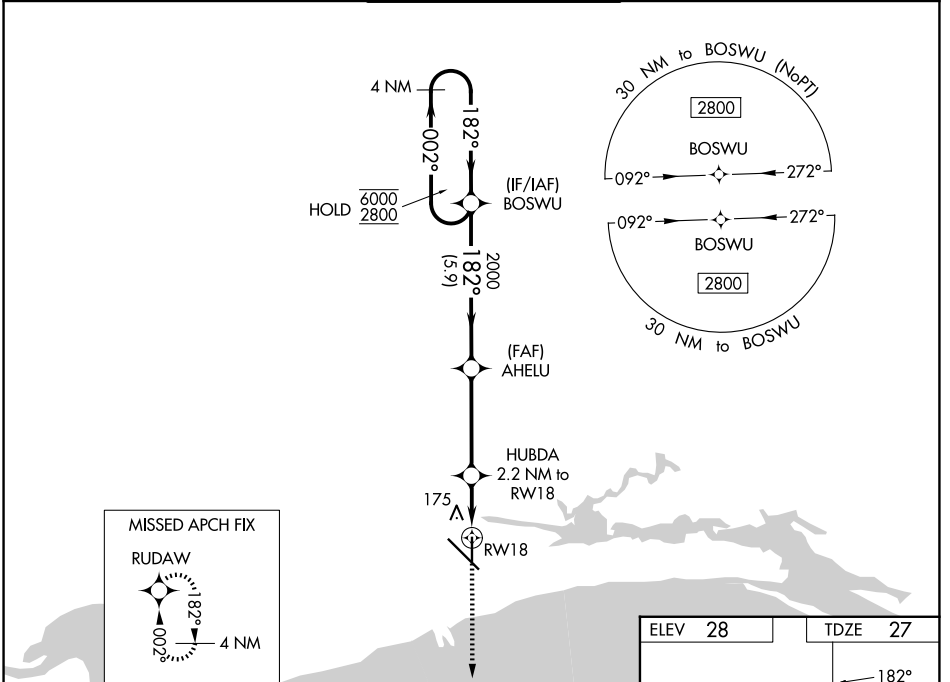 4 NM
182°
002°
HOLD 6000
2800
(IF/IAF)
BOSWU
2000
182°
(5.9)
(FAF)
AHELU
HUBDA
2.2 NM to
RW18
175
RW18
30 NM to BOSWU (NoPT)
2800
BOSWU
092°
272°
092°
272°
BOSWU
2800
30 NM to BOSWU
MISSED APCH FIX
RUDAW
182°
002°
4 NM
ELEV 28
TDZE 27
182°